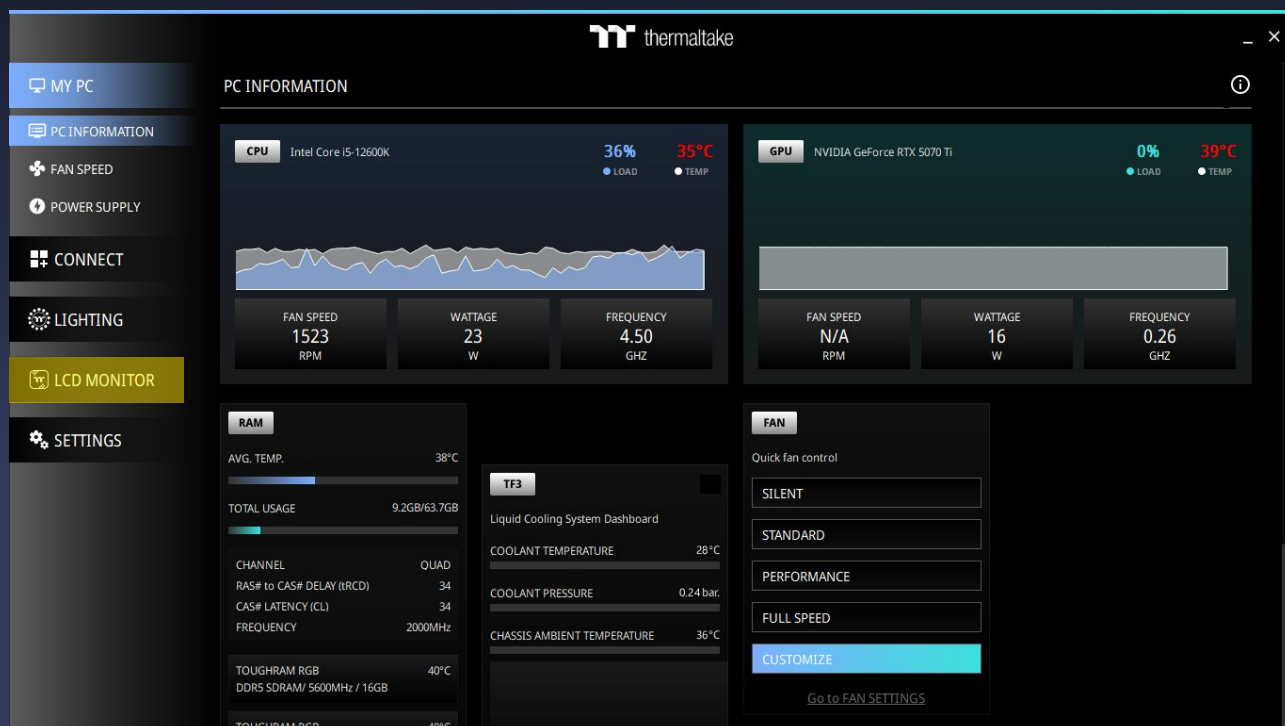 thermaltake
MY PC
PC INFORMATION
FAN SPEED
POWER SUPPLY
CONNECT
LIGHTING
LCD MONITOR
SETTINGS
PC INFORMATION
CPU Intel Core i5-12600K 36% 35°C
LOAD TEMP
FAN SPEED WATTAGE FREQUENCY
1523 23 4.50
RPM W GHZ
GPU NVIDIA GeForce RTX 5070 Ti 0% 39°C
LOAD TEMP
FAN SPEED WATTAGE FREQUENCY
N/A 16 0.26
RPM W GHZ
RAM
AVG. TEMP. 38°C
TOTAL USAGE 9.2GB/63.7GB
CHANNEL QUAD
RAS# to CAS# DELAY (tRCD) 34
CAS# LATENCY (CL) 34
FREQUENCY 2000MHz
TOUGHRAM RGB 40°C
DDR5 SDRAM/ 5600MHz / 16GB
TOUGHRAM RGB 40°C
TF3
Liquid Cooling System Dashboard
COOLANT TEMPERATURE 28°C
COOLANT PRESSURE 0.24 bar.
CHASSIS AMBIENT TEMPERATURE 36°C
FAN
Quick fan control
SILENT
STANDARD
PERFORMANCE
FULL SPEED
CUSTOMIZE
Go to FAN SETTINGS